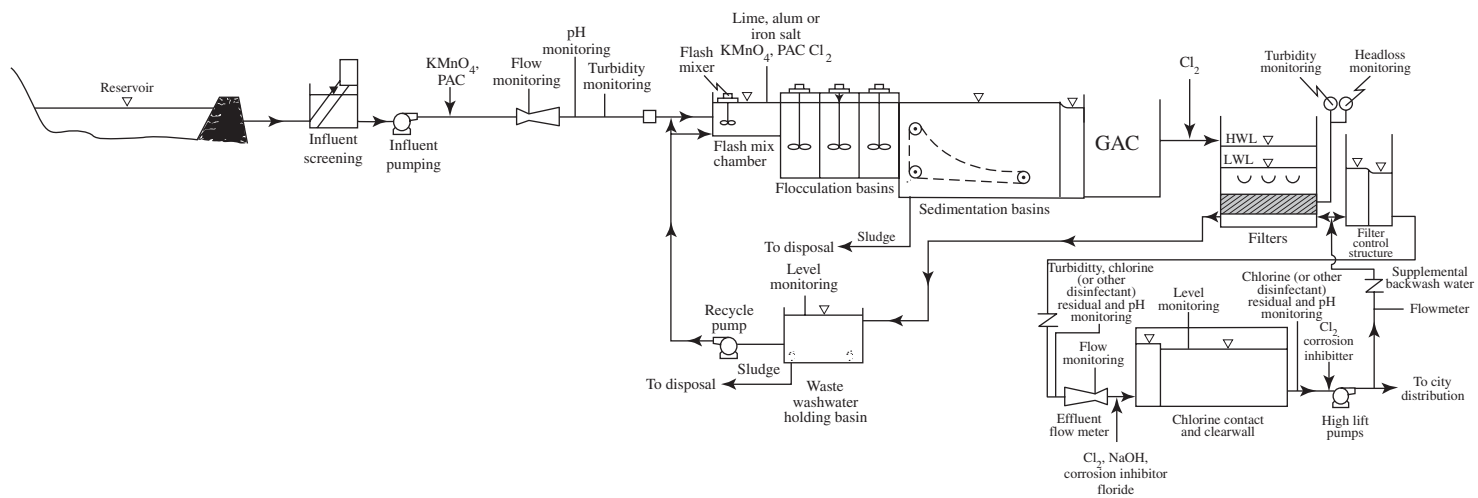 Reservoir
Influent
screening
KMnO4,
PAC
Influent
pumping
Flow
monitoring
pH
monitoring
Turbidity
monitoring
Flash
mixer
Lime, alum or
iron salt
KMnO4, PAC Cl2
Flash mix
chamber
Flocculation basins
Sedimentation basins
GAC
Cl2
Turbidity
monitoring
Headloss
monitoring
HWL
LWL
Filters
Filter
control
structure
Sludge
To disposal
Level
monitoring
Recycle
pump
Sludge
To disposal
Waste
washwater
holding basin
Turbiditty, chlorine
(or other
disinfectant)
residual and pH
monitoring
Flow
monitoring
Effluent
flow meter
Cl2, NaOH,
corrosion inhibitor
floride
Level
monitoring
Chlorine contact
and clearwall
Chlorine (or other
disinfectant)
residual and pH
monitoring
Cl2
corrosion
inhibitter
High lift
pumps
Supplemental
backwash water
Flowmeter
To city
distribution